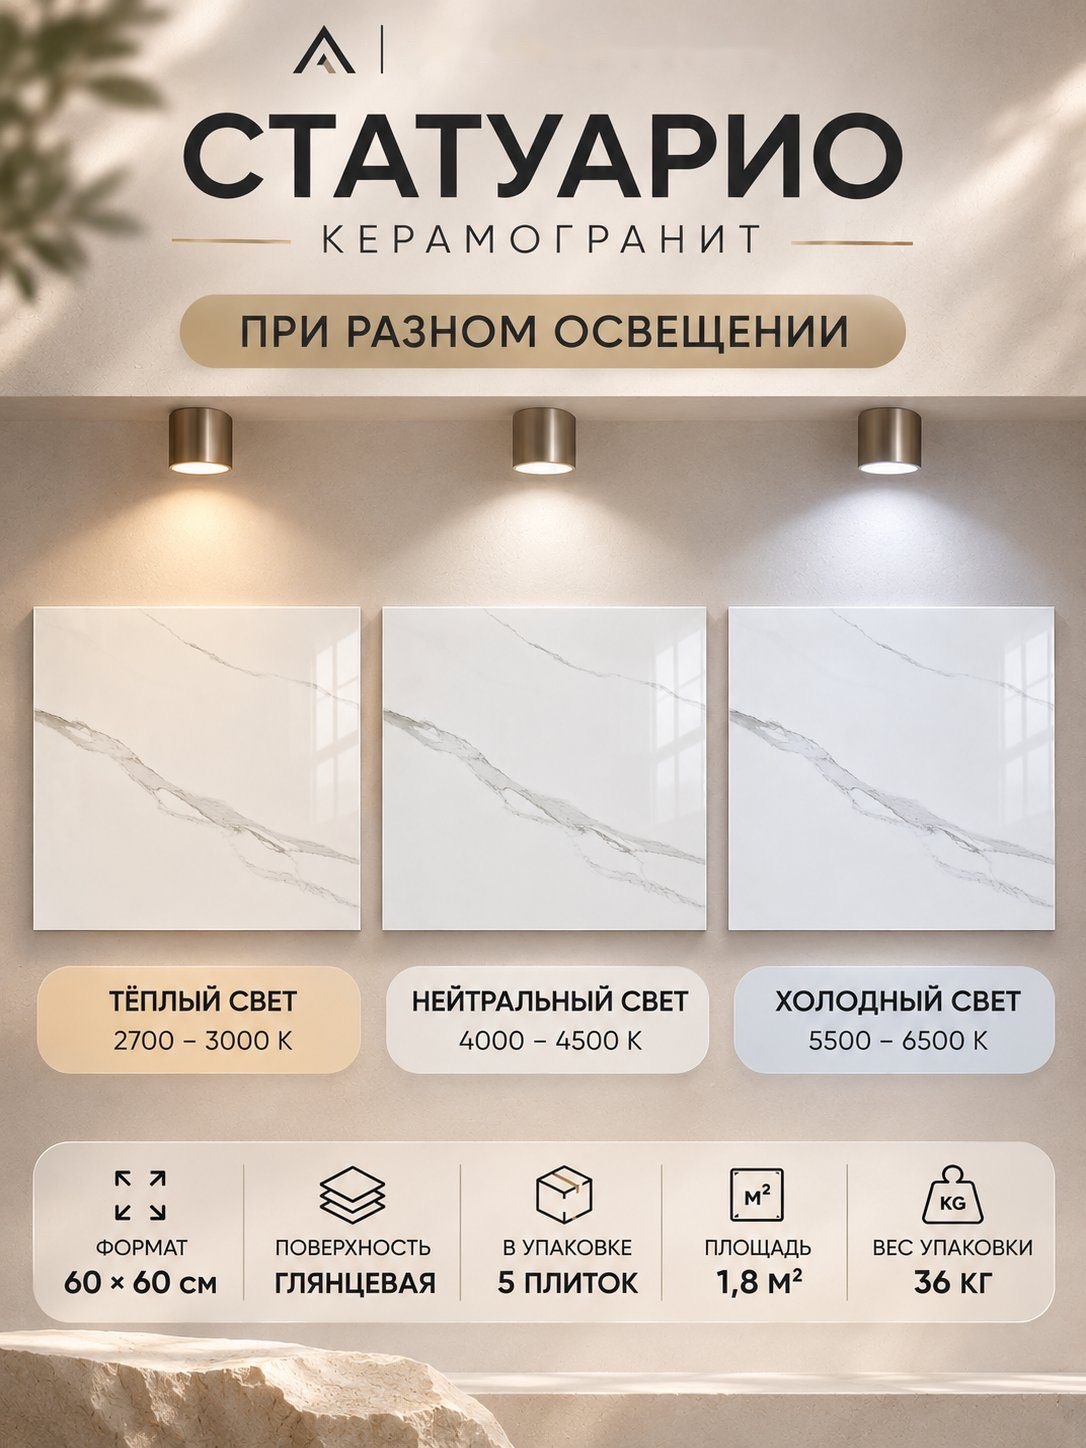 СТАТУАРИО
КЕРАМОГРАНИТ
ПРИ РАЗНОМ ОСВЕЩЕНИИ
ТЁПЛЫЙ СВЕТ
2700 – 3000 К
НЕЙТРАЛЬНЫЙ СВЕТ
4000 – 4500 К
ХОЛОДНЫЙ СВЕТ
5500 – 6500 К
ФОРМАТ
60 × 60 см
ПОВЕРХНОСТЬ
ГЛЯНЦЕВАЯ
В УПАКОВКЕ
5 ПЛИТОК
М²
ПЛОЩАДЬ
1,8 М²
KG
ВЕС УПАКОВКИ
36 КГ